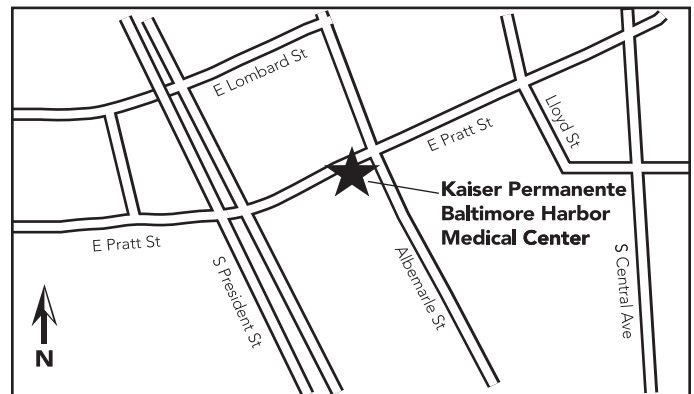 E Lombard St
E Pratt St
Lloyd St
Kaiser Permanente
Baltimore Harbor
Medical Center
E Pratt St
S President St
Albemarle St
S Central Ave
N